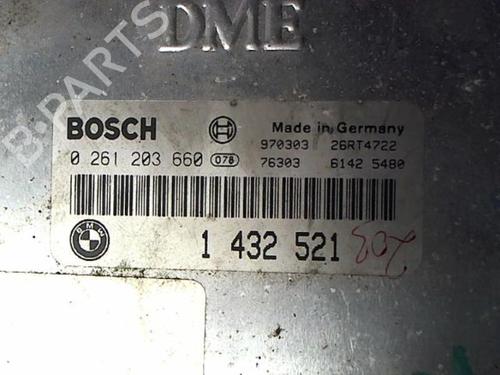 B-PARTS
DME
BOSCH
Made in Germany
970303 26RT4722
0 261 203 660 078
76303 6142 5480
BMW
1 432 521